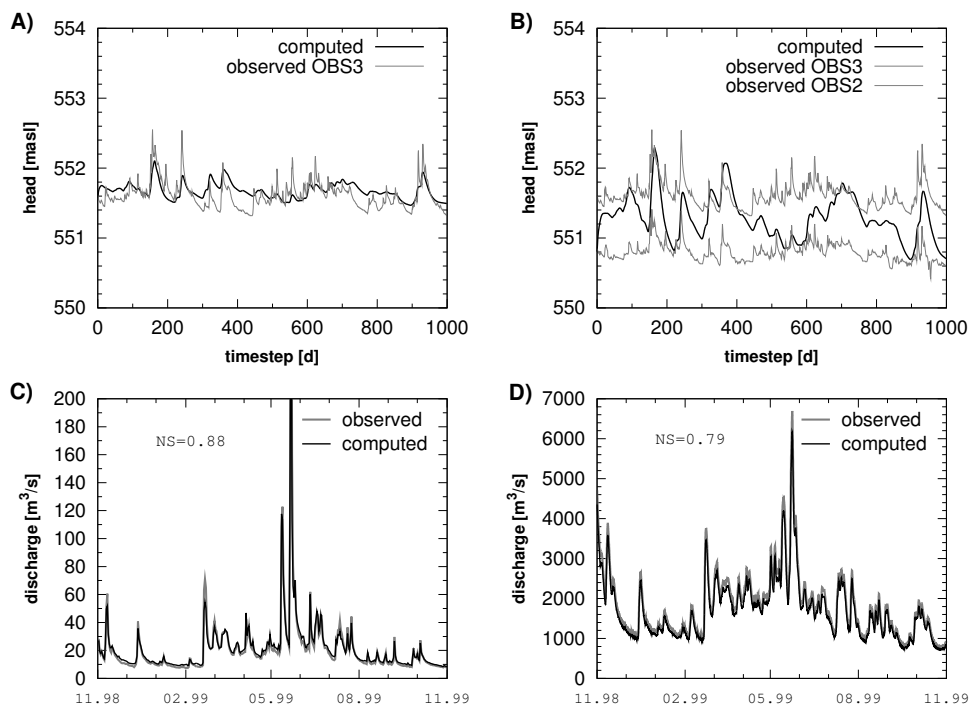 A)
554
553
552
551
550
head [masl]
computed
observed OBS3
0 200 400 600 800 1000
timestep [d]
B)
554
553
552
551
550
head [masl]
computed
observed OBS3
observed OBS2
0 200 400 600 800 1000
timestep [d]
C)
200
180
160
140
120
100
80
60
40
20
0
discharge [m³/s]
NS=0.88
observed
computed
11.98 02.99 05.99 08.99 11.99
D)
7000
6000
5000
4000
3000
2000
1000
0
discharge [m³/s]
NS=0.79
observed
computed
11.98 02.99 05.99 08.99 11.99